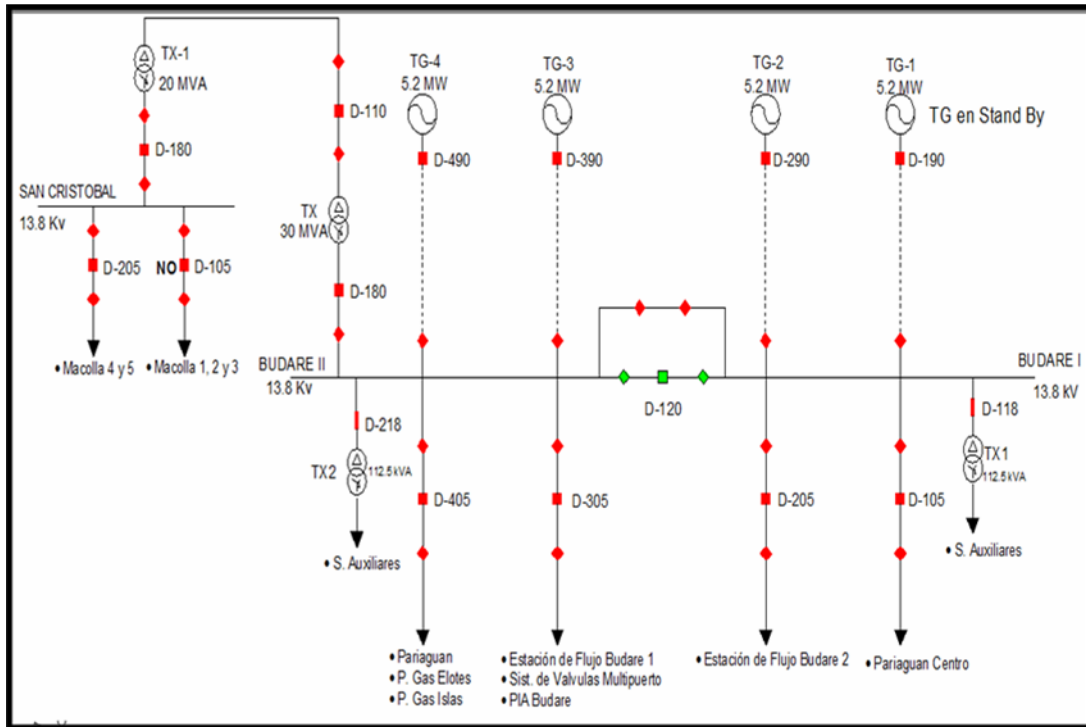 TX-1
20 MVA
D-180
SAN CRISTOBAL
13.8 Kv
D-205
NO
D-105
• Macolla 4 y 5
• Macolla 1, 2 y 3
D-110
TX
30 MVA
D-180
TG-4
5.2 MW
D-490
TG-3
5.2 MW
D-390
TG-2
5.2 MW
D-290
TG-1
5.2 MW
D-190
TG en Stand By
BUDARE II
13.8 Kv
D-120
BUDARE I
13.8 kV
D-218
TX2
112.5 kVA
• S. Auxiliares
D-405
D-305
D-205
D-105
D-118
TX1
112.5 kVA
• S. Auxiliares
• Pariaguan
• P. Gas Elotes
• P. Gas Islas
• Estación de Flujo Budare 1
• Sist. de Valvulas Multipuerto
• PIA Budare
• Estación de Flujo Budare 2
• Pariaguan Centro